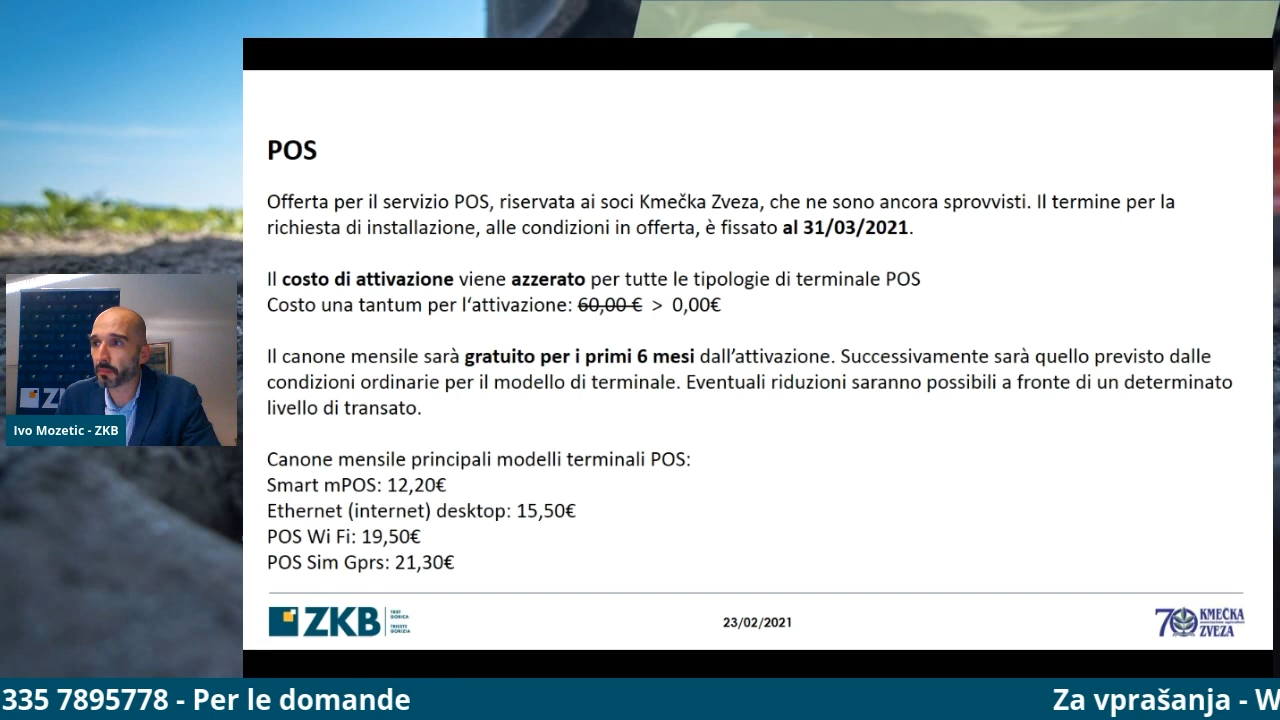 POS
Offerta per il servizio POS, riservata ai soci Kmečka Zveza, che ne sono ancora sprovvisti. Il termine per la
richiesta di installazione, alle condizioni in offerta, è fissato al 31/03/2021.
Il costo di attivazione viene azzerato per tutte le tipologie di terminale POS
Costo una tantum per l‘attivazione: 60,00 € > 0,00€
Il canone mensile sarà gratuito per i primi 6 mesi dall’attivazione. Successivamente sarà quello previsto dalle
condizioni ordinarie per il modello di terminale. Eventuali riduzioni saranno possibili a fronte di un determinato
livello di transato.
Canone mensile principali modelli terminali POS:
Smart mPOS: 12,20€
Ethernet (internet) desktop: 15,50€
POS Wi Fi: 19,50€
POS Sim Gprs: 21,30€
Ivo Mozetic - ZKB
ZKB
TRST
GORICA
TRIESTE
GORIZIA
23/02/2021
70 KMEČKA
ZVEZA
335 7895778 - Per le domande
Za vprašanja - W